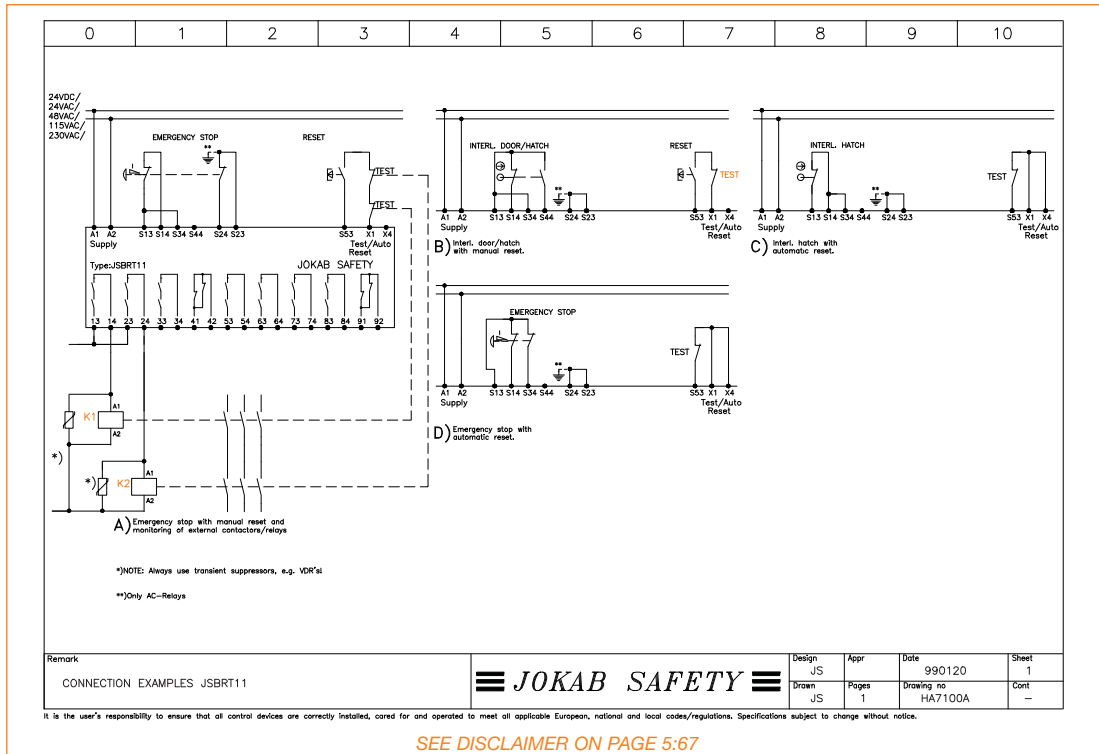 0 1 2 3 4 5 6 7 8 9 10
24VDC/
24VAC/
48VAC/
115VAC/
230VAC/
EMERGENCY STOP
**
RESET
TEST
TEST
A1 A2 S13 S14 S34 S44 S24 S23 S53 X1 X4
Supply
Test/Auto
Reset
Type:JSBRT11
JOKAB SAFETY
13 14 23 24 33 34 41 42 53 54 63 64 73 74 83 84 91 92
K1
A1
A2
*)
*)
K2
A1
A2
A) Emergency stop with manual reset and
monitoring of external contactors/relays
INTERL. DOOR/HATCH
**
RESET
TEST
A1 A2 S13 S14 S34 S44 S24 S23 S53 X1 X4
Supply
Test/Auto
Reset
B) Interl. door/hatch
with manual reset.
INTERL. HATCH
**
TEST
A1 A2 S13 S14 S34 S44 S24 S23 S53 X1 X4
Supply
Test/Auto
Reset
C) Interl. hatch with
automatic reset.
EMERGENCY STOP
**
TEST
A1 A2 S13 S14 S34 S44 S24 S23 S53 X1 X4
Supply
Test/Auto
Reset
D) Emergency stop with
automatic reset.
*)NOTE: Always use transient suppressors, e.g. VDR's!
**)Only AC-Relays
Remark
CONNECTION EXAMPLES JSBRT11
JOKAB SAFETY
Design
JS
Appr
Date
990120
Sheet
1
Drawn
JS
Pages
1
Drawing no
HA7100A
Cont
-
It is the user's responsibility to ensure that all control devices are correctly installed, cared for and operated to meet all applicable European, national and local codes/regulations. Specifications subject to change without notice.
SEE DISCLAIMER ON PAGE 5:67